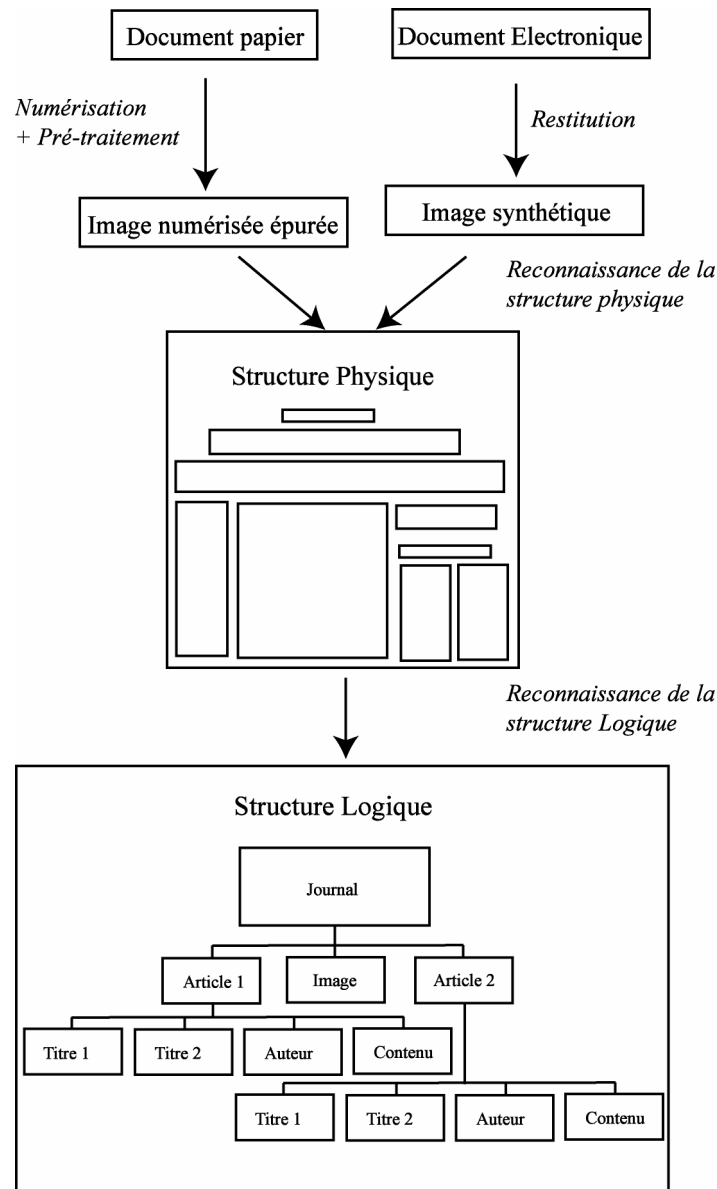 Document papier
Document Electronique
Numérisation
+ Pré-traitement
Restitution
Image numérisée épurée
Image synthétique
Reconnaissance de la
structure physique
Structure Physique
Reconnaissance de la
structure Logique
Structure Logique
Journal
Article 1
Image
Article 2
Titre 1
Titre 2
Auteur
Contenu
Titre 1
Titre 2
Auteur
Contenu